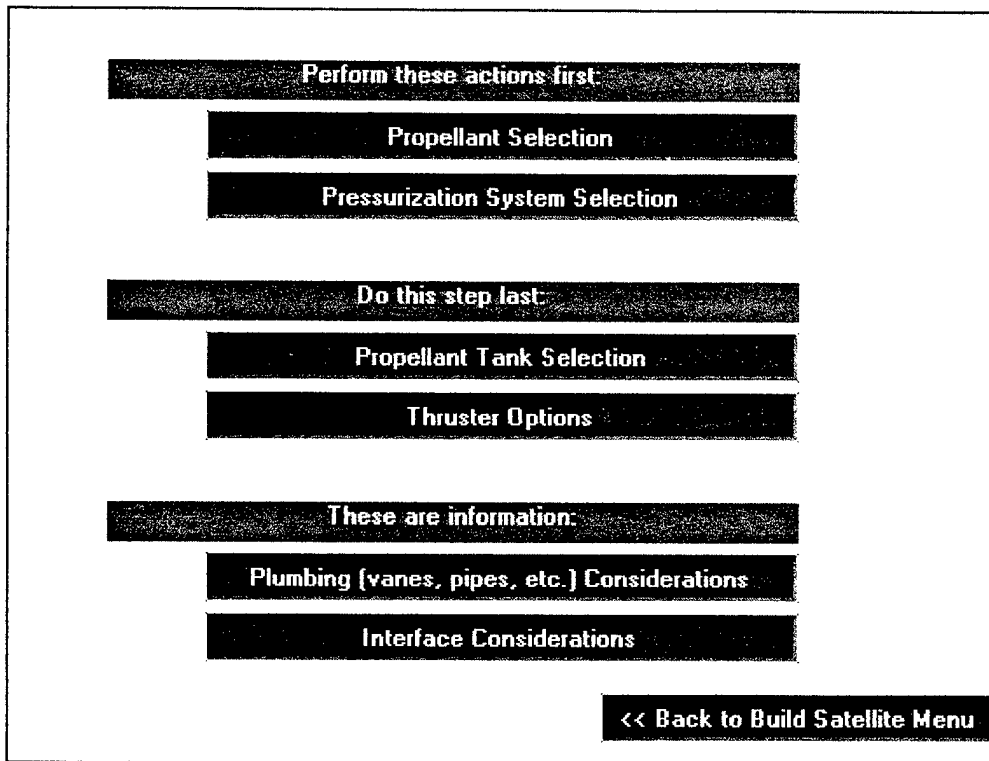 Perform these actions first:
Propellant Selection
Pressurization System Selection
Do this step last:
Propellant Tank Selection
Thruster Options
These are information:
Plumbing (vanes, pipes, etc.) Considerations
Interface Considerations
<< Back to Build Satellite Menu